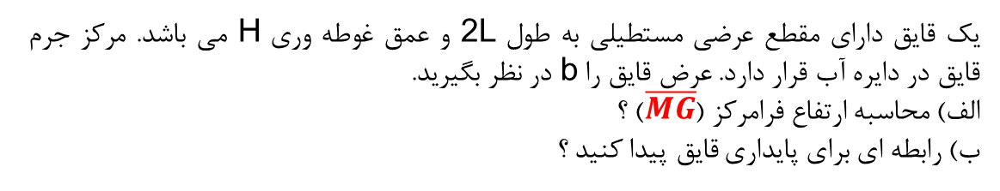 یک قایق دارای مقطع عرضی مستطیلی به طول 2L و عمق غوطه وری H می باشد. مرکز جرم
قایق در دایره آب قرار دارد. عرض قایق را b در نظر بگیرید.
الف) محاسبه ارتفاع فرامرکز (MG) ؟
ب) رابطه ای برای پایداری قایق پیدا کنید ؟